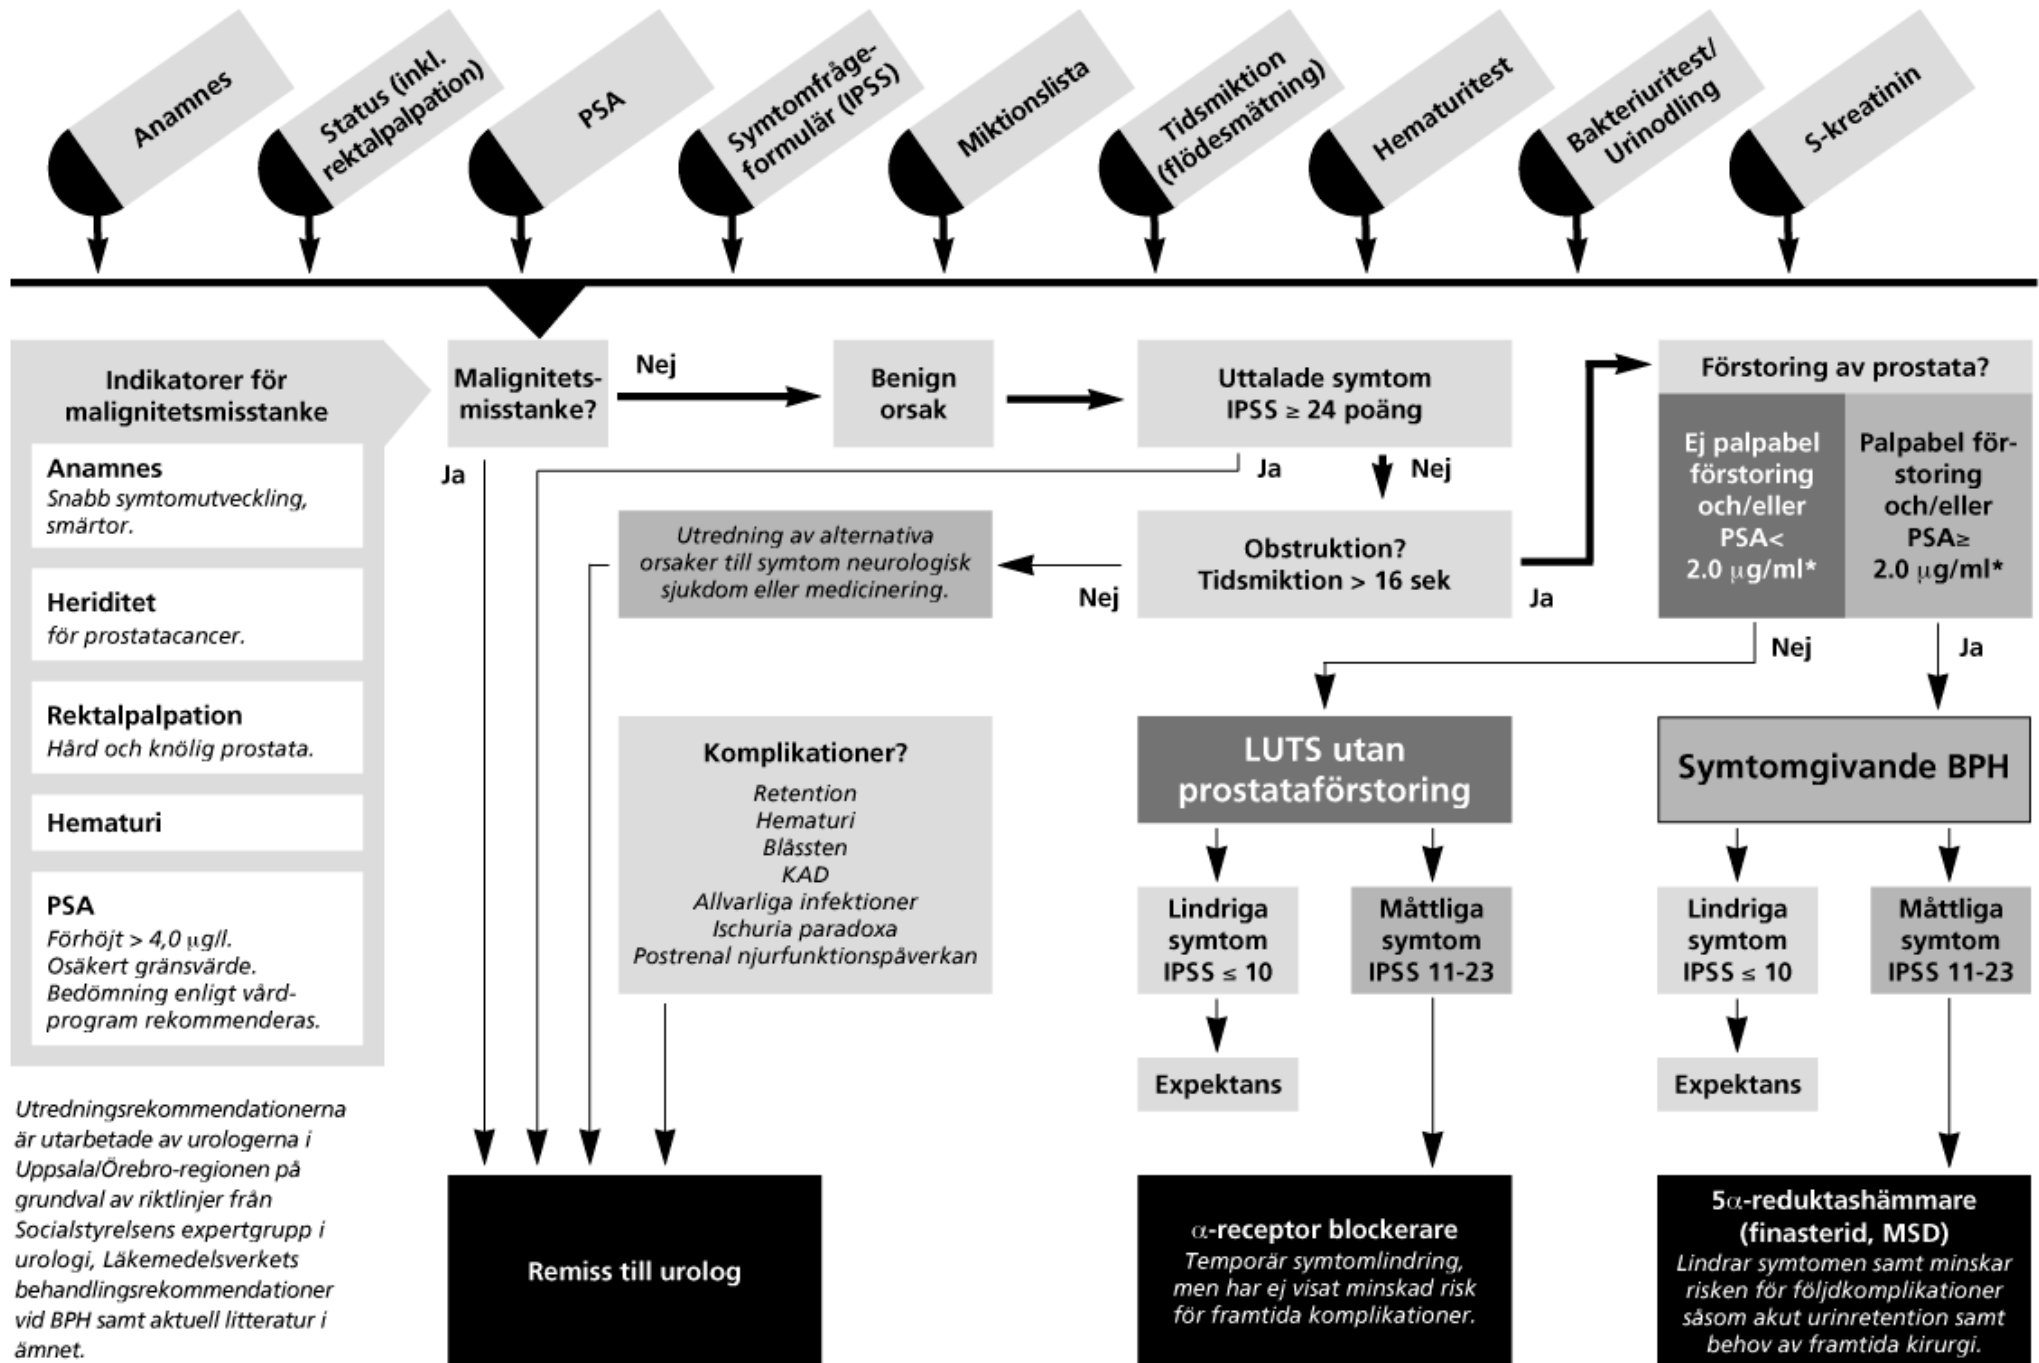 Anamnes
Status (inkl.
rektalpalpation)
PSA
Symtomfråge-
formulär (IPSS)
Miktionslista
Tidsmiktion
(flödesmätning)
Hematuritest
Bakteriuritest/
Urinodling
S-kreatinin
Indikatorer för
malignitetsmisstanke
Anamnes
Snabb symtomutveckling,
smärtor.
Heriditet
för prostatacancer.
Rektalpalpation
Hård och knölig prostata.
Hematuri
PSA
Förhöjt > 4,0 µg/l.
Osäkert gränsvärde.
Bedömning enligt vård-
program rekommenderas.
Utredningsrekommendationerna
är utarbetade av urologerna i
Uppsala/Örebro-regionen på
grundval av riktlinjer från
Socialstyrelsens expertgrupp i
urologi, Läkemedelsverkets
behandlingsrekommendationer
vid BPH samt aktuell litteratur i
ämnet.
Malignitets-
misstanke?
Nej
Ja
Benign
orsak
Uttalade symtom
IPSS ≥ 24 poäng
Ja
Nej
Utredning av alternativa
orsaker till symtom neurologisk
sjukdom eller medicinering.
Nej
Obstruktion?
Tidsmiktion > 16 sek
Ja
Förstoring av prostata?
Ej palpabel
förstoring
och/eller
PSA<
2.0 µg/ml*
Palpabel för-
storing
och/eller
PSA≥
2.0 µg/ml*
Nej
Ja
Komplikationer?
Retention
Hematuri
Blåssten
KAD
Allvarliga infektioner
Ischuria paradoxa
Postrenal njurfunktionspåverkan
LUTS utan
prostataförstoring
Symtomgivande BPH
Lindriga
symtom
IPSS ≤ 10
Måttliga
symtom
IPSS 11-23
Lindriga
symtom
IPSS ≤ 10
Måttliga
symtom
IPSS 11-23
Expektans
Expektans
Remiss till urolog
α-receptor blockerare
Temporär symtomlindring,
men har ej visat minskad risk
för framtida komplikationer.
5α-reduktashämmare
(finasterid, MSD)
Lindrar symtomen samt minskar
risken för följdkomplikationer
såsom akut urinretention samt
behov av framtida kirurgi.